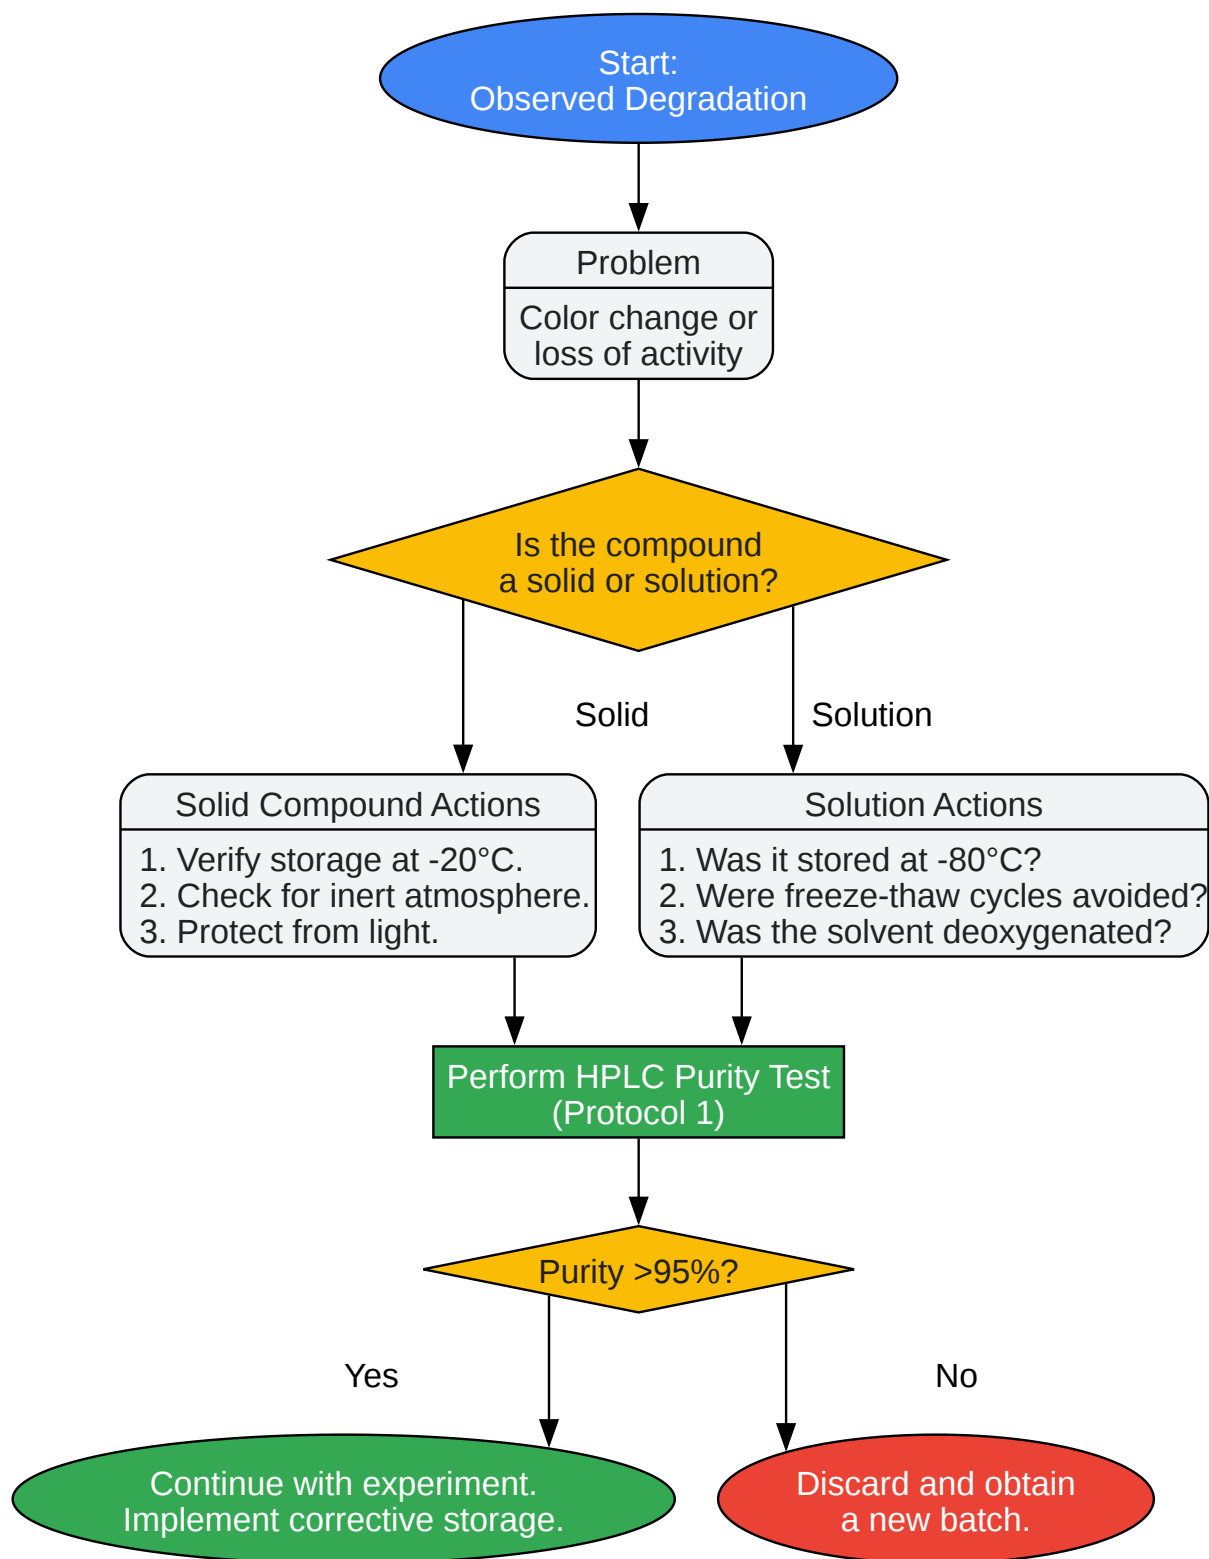 Start:
Observed Degradation
Problem
Color change or
loss of activity
Is the compound
a solid or solution?
Solid
Solution
Solid Compound Actions
1. Verify storage at -20°C.
2. Check for inert atmosphere.
3. Protect from light.
Solution Actions
1. Was it stored at -80°C?
2. Were freeze-thaw cycles avoided?
3. Was the solvent deoxygenated?
Perform HPLC Purity Test
(Protocol 1)
Purity >95%?
Yes
No
Continue with experiment.
Implement corrective storage.
Discard and obtain
a new batch.